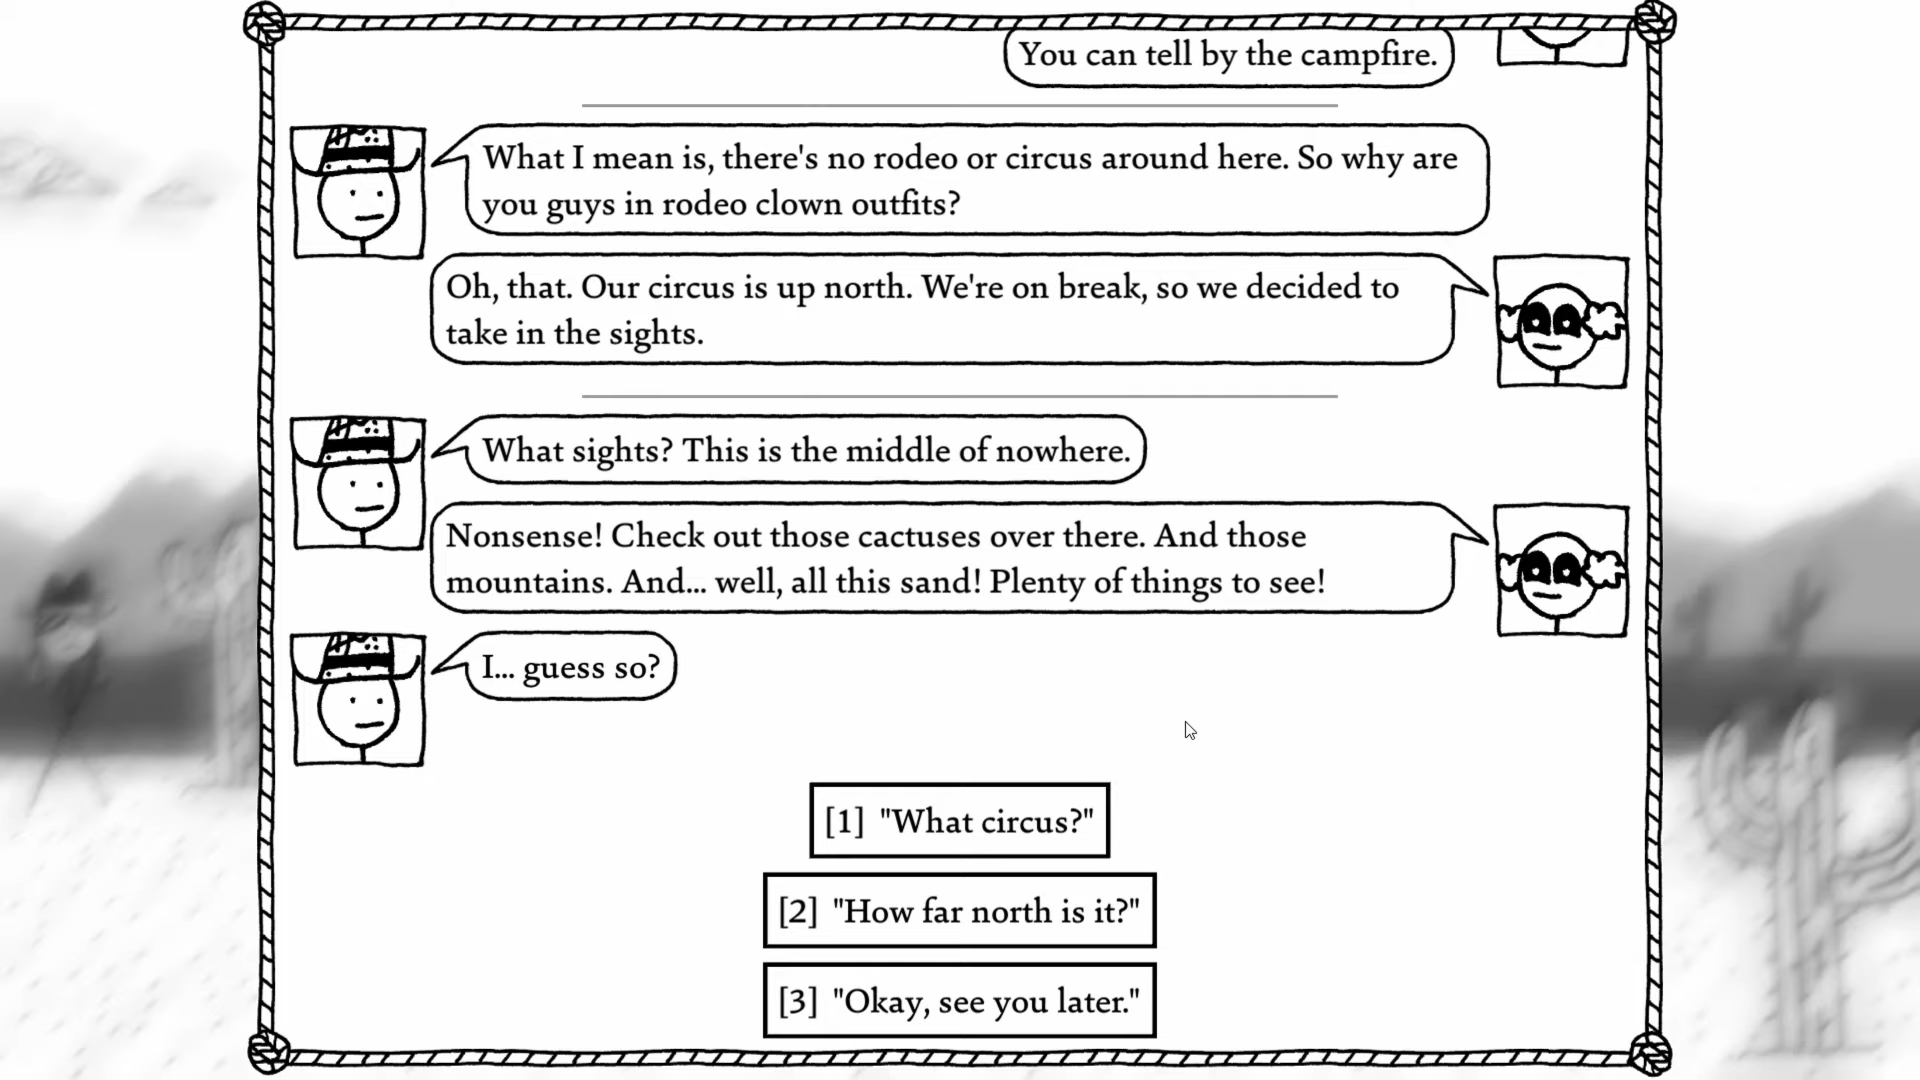 You can tell by the campfire.
What I mean is, there's no rodeo or circus around here. So why are
you guys in rodeo clown outfits?
Oh, that. Our circus is up north. We're on break, so we decided to
take in the sights.
What sights? This is the middle of nowhere.
Nonsense! Check out those cactuses over there. And those
mountains. And... well, all this sand! Plenty of things to see!
I... guess so?
[1] "What circus?"
[2] "How far north is it?"
[3] "Okay, see you later."